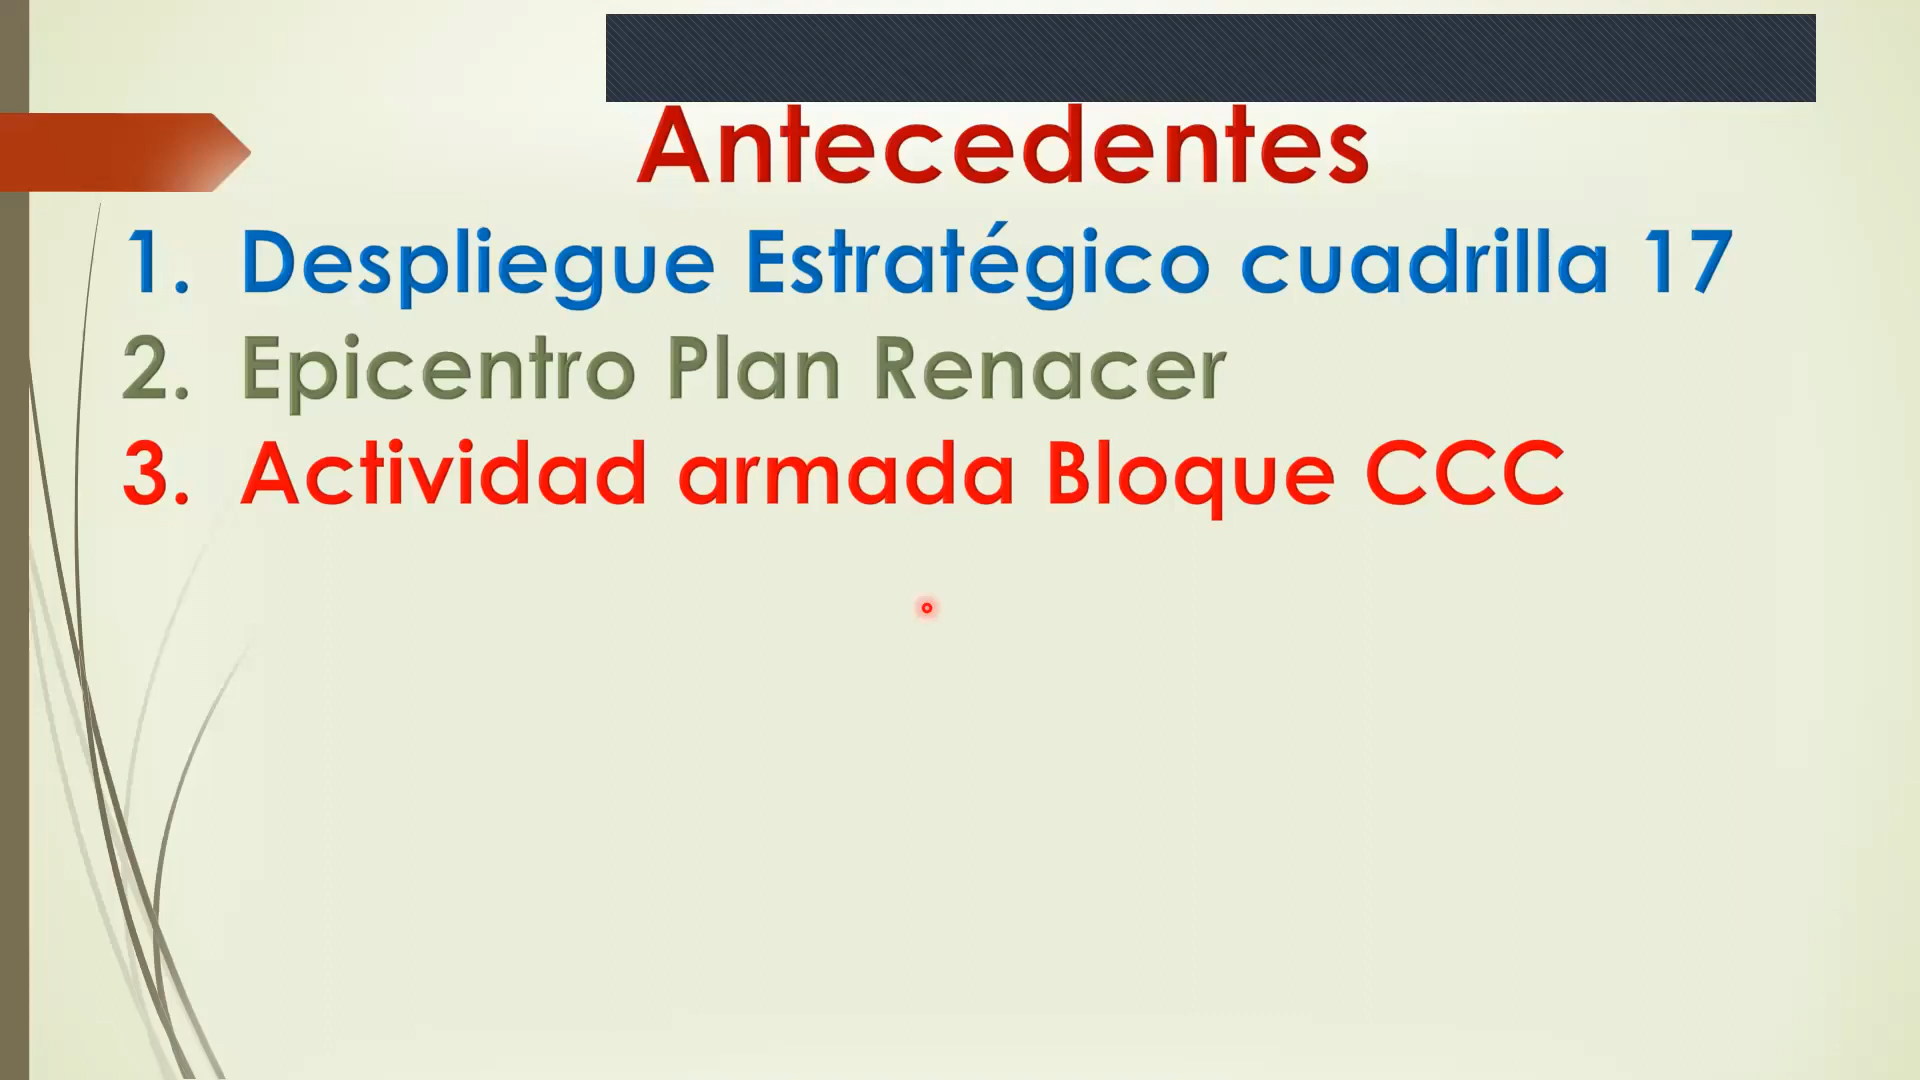 Antecedentes
1. Despliegue Estratégico cuadrilla 17
2. Epicentro Plan Renacer
3. Actividad armada Bloque CCC